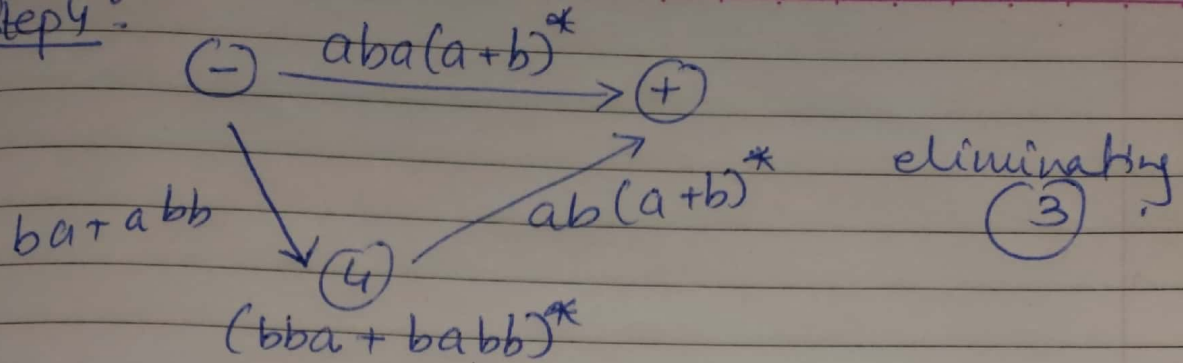 tep4:
aba(a+b)*
-
+
eliminating
3
ba+abb
ab(a+b)*
4
(bba + babb)*